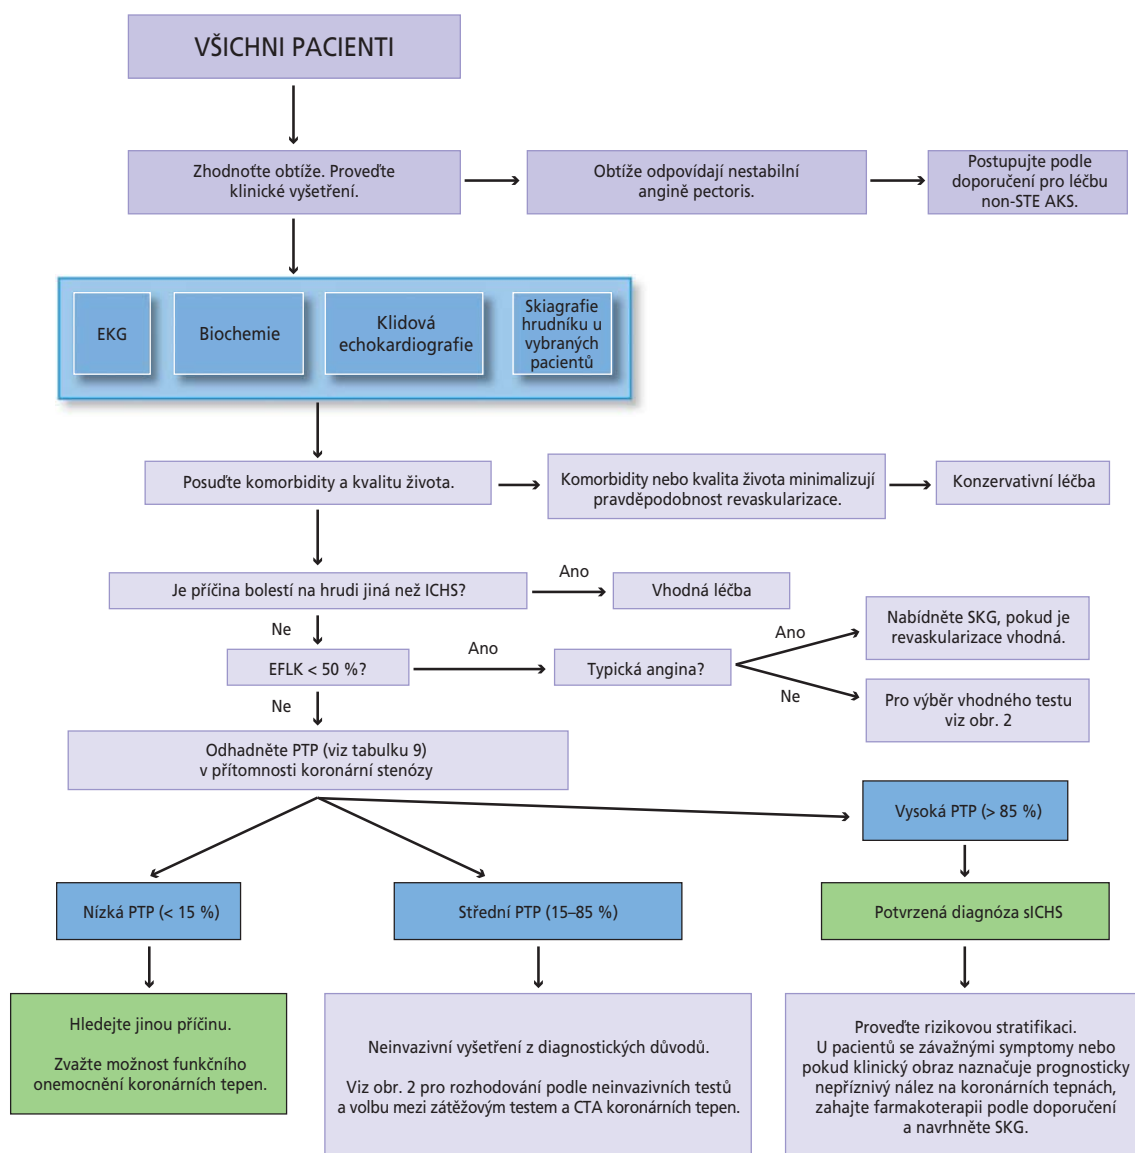 VŠICHNI PACIENTI
Zhodnoťte obtíže. Proveďte
klinické vyšetření.
Obtíže odpovídají nestabilní
angině pectoris.
Postupujte podle
doporučení pro léčbu
non-STE AKS.
EKG
Biochemie
Klidová
echokardiografie
Skiagrafie
hrudníku u
vybraných
pacientů
Posuďte komorbidity a kvalitu života.
Komorbidity nebo kvalita života minimalizují
pravděpodobnost revaskularizace.
Konzervativní léčba
Je příčina bolestí na hrudi jiná než ICHS?
Ano
Vhodná léčba
Ne
EFLK < 50 %?
Ano
Typická angina?
Ano
Nabídněte SKG, pokud je
revaskularizace vhodná.
Ne
Pro výběr vhodného testu
viz obr. 2
Ne
Odhadněte PTP (viz tabulku 9)
v přítomnosti koronární stenózy
Vysoká PTP (> 85 %)
Nízká PTP (< 15 %)
Střední PTP (15–85 %)
Potvrzená diagnóza sICHS
Hledejte jinou příčinu.
Zvažte možnost funkčního
onemocnění koronárních tepen.
Neinvazivní vyšetření z diagnostických důvodů.
Viz obr. 2 pro rozhodování podle neinvazivních testů
a volbu mezi zátěžovým testem a CTA koronárních tepen.
Proveďte rizikovou stratifikaci.
U pacientů se závažnými symptomy nebo
pokud klinický obraz naznačuje prognosticky
nepříznivý nález na koronárních tepnách,
zahajte farmakoterapii podle doporučení
a navrhněte SKG.